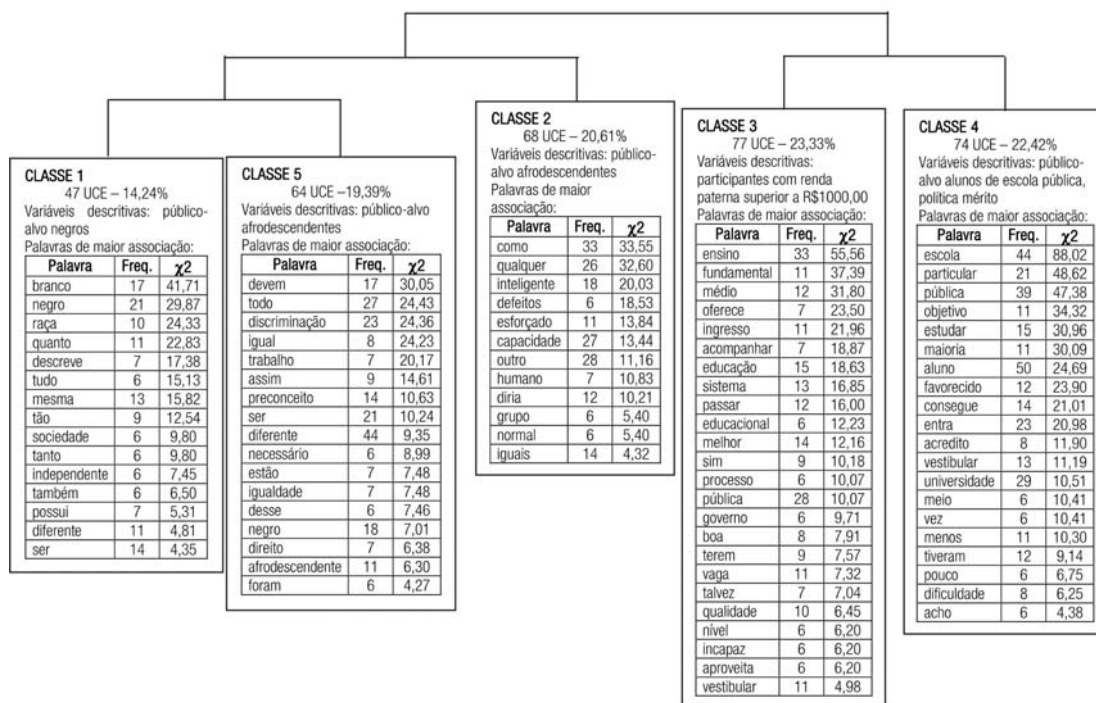 CLASSE 1
47 UCE – 14,24%
Variáveis descritivas: público-
alvo negros
Palavras de maior associação:
Palavra Freq. χ2
branco 17 41,71
negro 21 29,87
raça 10 24,33
quanto 11 22,83
descreve 7 17,38
tudo 6 15,13
mesma 13 15,82
tão 9 12,54
sociedade 6 9,80
tanto 6 9,80
independente 6 7,45
também 6 6,50
possui 7 5,31
diferente 11 4,81
ser 14 4,35
CLASSE 5
64 UCE –19,39%
Variáveis descritivas: público-alvo
afrodescendentes
Palavras de maior associação:
Palavra Freq. χ2
devem 17 30,05
todo 27 24,43
discriminação 23 24,36
igual 8 24,23
trabalho 7 20,17
assim 9 14,61
preconceito 14 10,63
ser 21 10,24
diferente 44 9,35
necessário 6 8,99
estão 7 7,48
igualdade 7 7,48
desse 6 7,46
negro 18 7,01
direito 7 6,38
afrodescendente 11 6,30
foram 6 4,27
CLASSE 2
68 UCE – 20,61%
Variáveis descritivas: público-
alvo afrodescendentes
Palavras de maior
associação:
Palavra Freq. χ2
como 33 33,55
qualquer 26 32,60
inteligente 18 20,03
defeitos 6 18,53
esforçado 11 13,84
capacidade 27 13,44
outro 28 11,16
humano 7 10,83
diria 12 10,21
grupo 6 5,40
normal 6 5,40
iguais 14 4,32
CLASSE 3
77 UCE – 23,33%
Variáveis descritivas:
participantes com renda
paterna superior a R$1000,00
Palavras de maior associação:
Palavra Freq. χ2
ensino 33 55,56
fundamental 11 37,39
médio 12 31,80
oferece 7 23,50
ingresso 11 21,96
acompanhar 7 18,87
educação 15 18,63
sistema 13 16,85
passar 12 16,00
educacional 6 12,23
melhor 14 12,16
sim 9 10,18
processo 6 10,07
pública 28 10,07
governo 6 9,71
boa 8 7,91
terem 9 7,57
vaga 11 7,32
talvez 7 7,04
qualidade 10 6,45
nível 6 6,20
incapaz 6 6,20
aproveita 6 6,20
vestibular 11 4,98
CLASSE 4
74 UCE – 22,42%
Variáveis descritivas: público-
alvo alunos de escola pública,
política mérito
Palavras de maior associação:
Palavra Freq. χ2
escola 44 88,02
particular 21 48,62
pública 39 47,38
objetivo 11 34,32
estudar 15 30,96
maioria 11 30,09
aluno 50 24,69
favorecido 12 23,90
consegue 14 21,01
entra 23 20,98
acredito 8 11,90
vestibular 13 11,19
universidade 29 10,51
meio 6 10,41
vez 6 10,41
menos 11 10,30
tiveram 12 9,14
pouco 6 6,75
dificuldade 8 6,25
acho 6 4,38